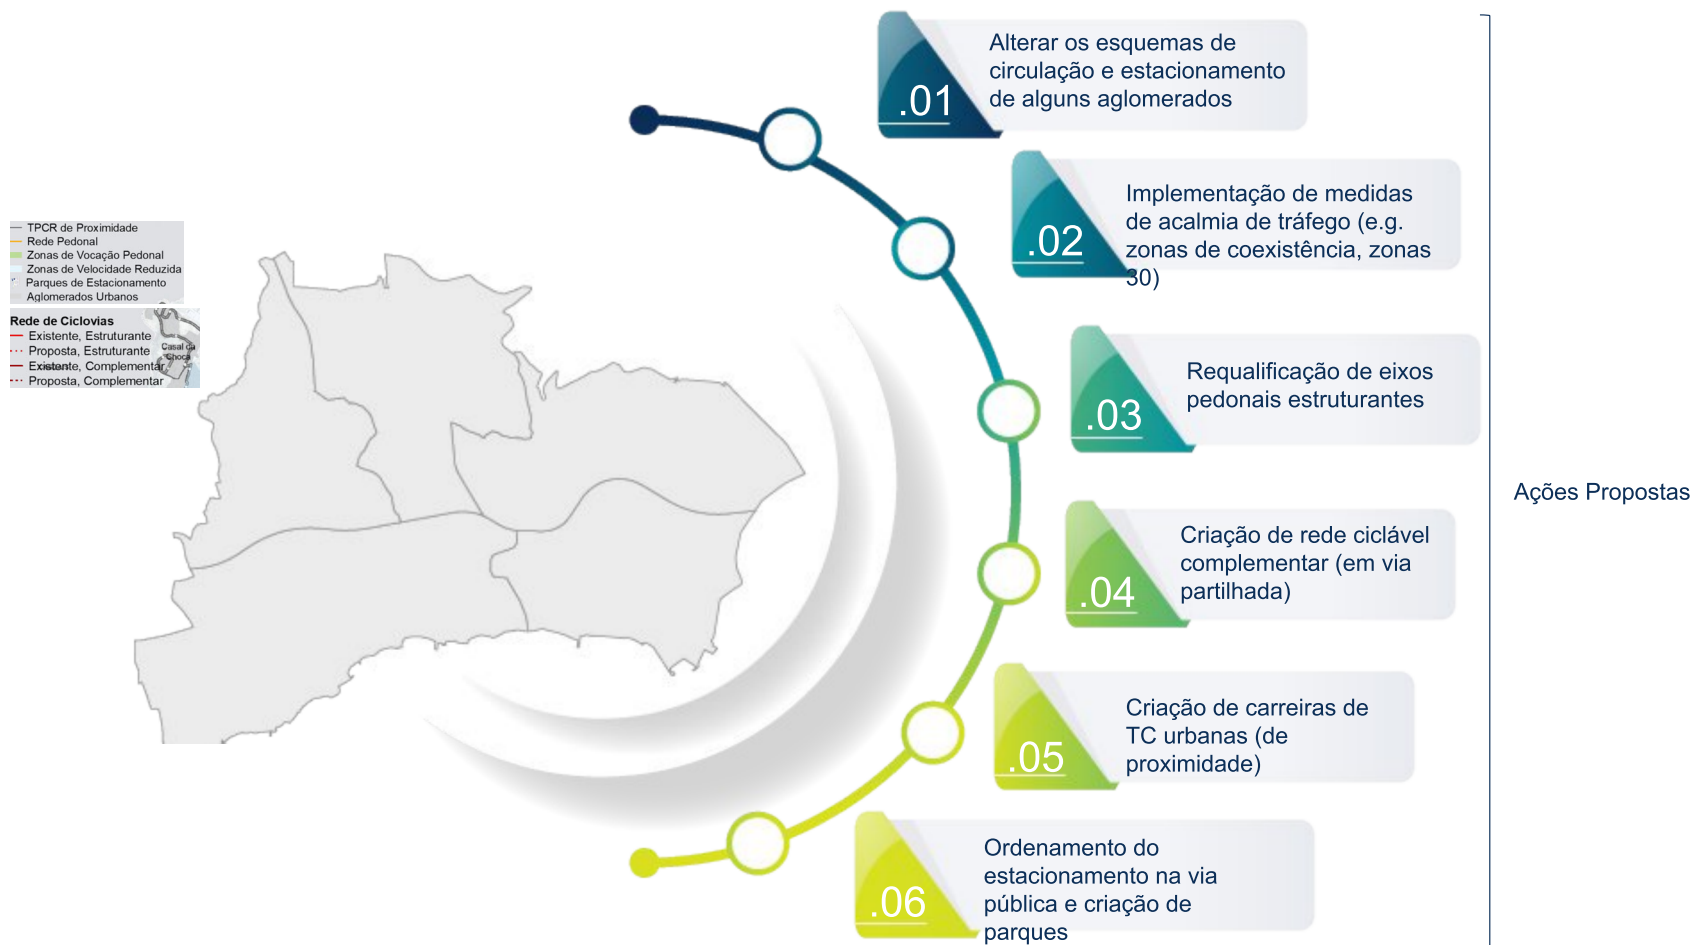 Alterar os esquemas de
circulação e estacionamento
de alguns aglomerados
.01
Implementação de medidas
de acalmia de tráfego (e.g.
zonas de coexistência, zonas
30)
.02
TPCR de Proximidade
Rede Pedonal
Zonas de Vocação Pedonal
Zonas de Velocidade Reduzida
Parques de Estacionamento
Aglomerados Urbanos
Rede de Ciclovias
Existente, Estruturante
Proposta, Estruturante
Existente, Complementar
Proposta, Complementar
Casal da
Choca
Requalificação de eixos
pedonais estruturantes
.03
Ações Propostas
Criação de rede ciclável
complementar (em via
partilhada)
.04
Criação de carreiras de
TC urbanas (de
proximidade)
.05
Ordenamento do
estacionamento na via
pública e criação de
parques
.06